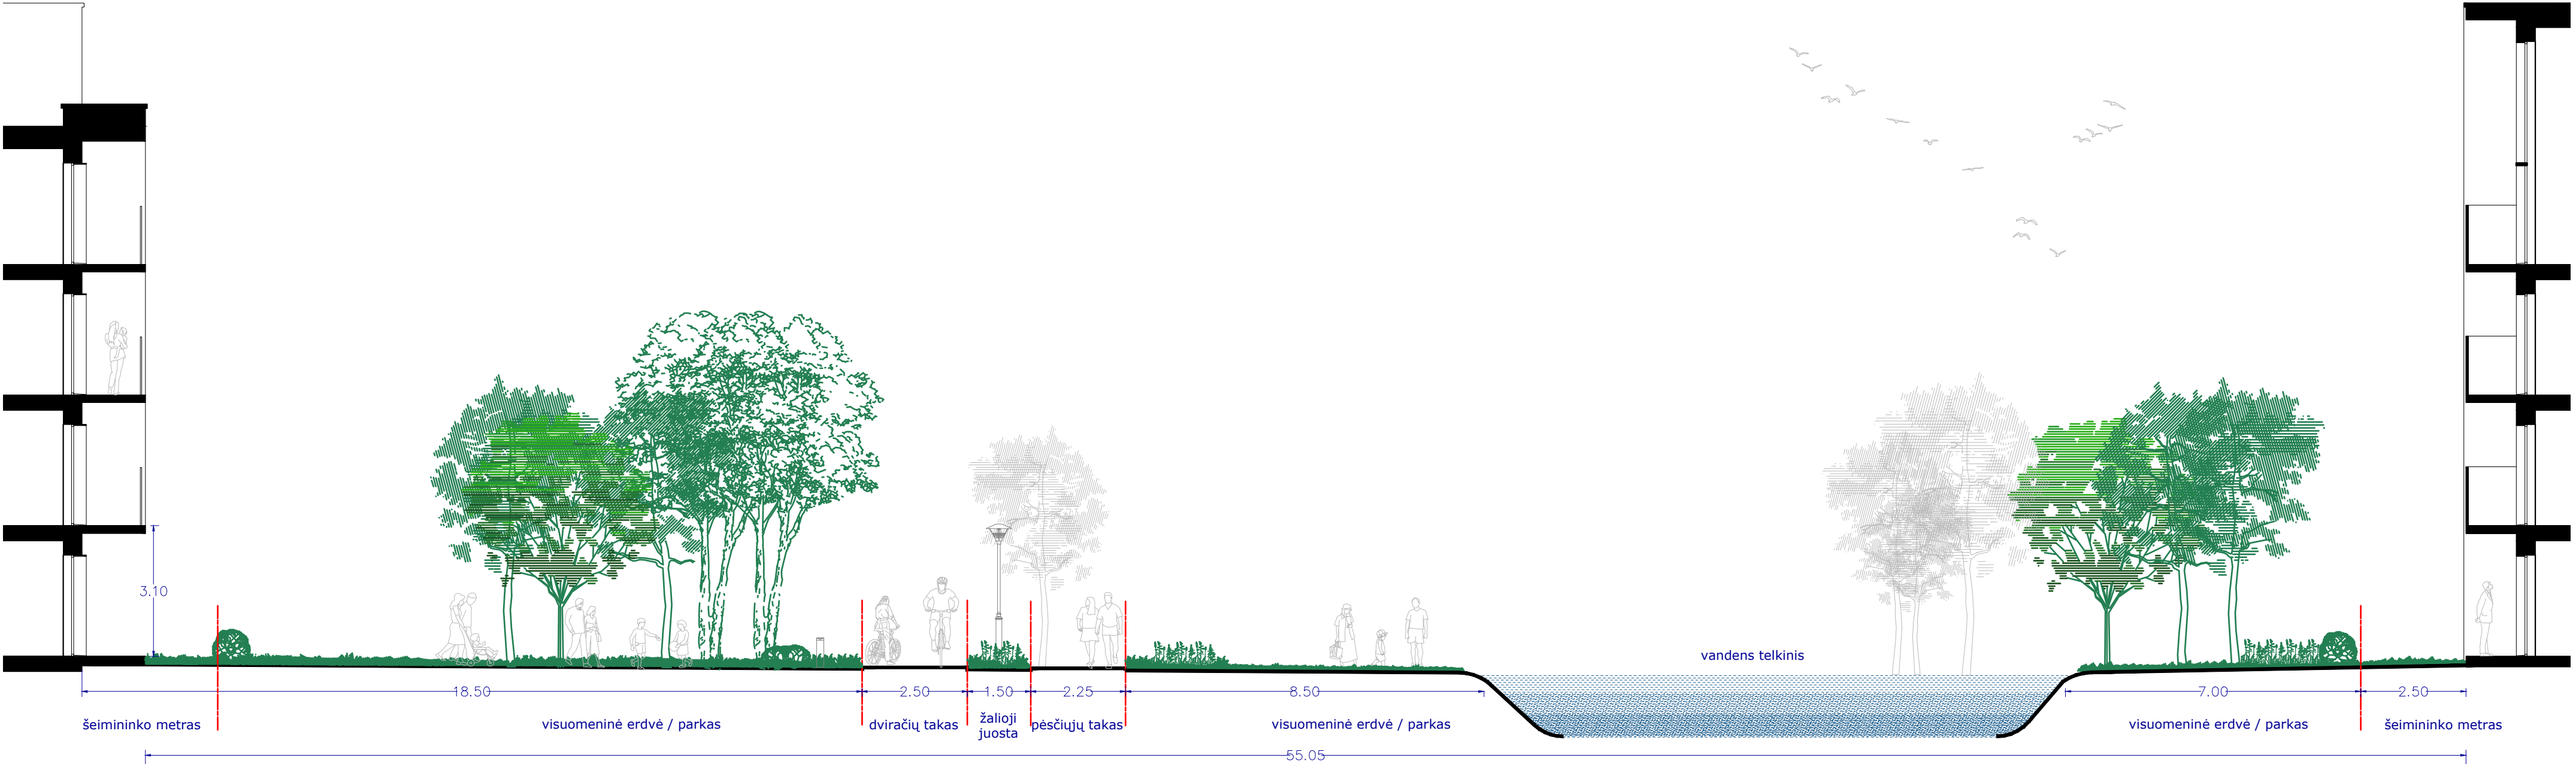 3.10
vandens telkinis
18.50
2.50
1.50
2.25
8.50
7.00
2.50
šeimininko metras
visuomeninė erdvė / parkas
dviračių takas
žalioji
juosta
pėsčiųjų takas
visuomeninė erdvė / parkas
visuomeninė erdvė / parkas
šeimininko metras
55.05